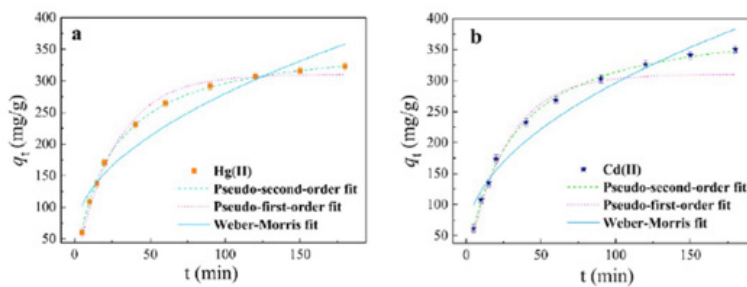 a
400
350
300
250
200
150
100
50
qt (mg/g)
Hg(II)
Pseudo-second-order fit
Pseudo-first-order fit
Weber-Morris fit
0 50 100 150
t (min)
b
400
350
300
250
200
150
100
50
qt (mg/g)
Cd(II)
Pseudo-second-order fit
Pseudo-first-order fit
Weber-Morris fit
0 50 100 150
t (min)